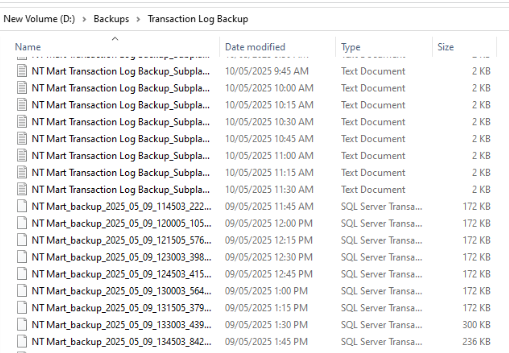 New Volume (D:) > Backups > Transaction Log Backup
Name Date modified Type Size
NT Mart Transaction Log Backup_Subpla... 10/05/2025 9:45 AM Text Document 2 KB
NT Mart Transaction Log Backup_Subpla... 10/05/2025 10:00 AM Text Document 2 KB
NT Mart Transaction Log Backup_Subpla... 10/05/2025 10:15 AM Text Document 2 KB
NT Mart Transaction Log Backup_Subpla... 10/05/2025 10:30 AM Text Document 2 KB
NT Mart Transaction Log Backup_Subpla... 10/05/2025 10:45 AM Text Document 2 KB
NT Mart Transaction Log Backup_Subpla... 10/05/2025 11:00 AM Text Document 2 KB
NT Mart Transaction Log Backup_Subpla... 10/05/2025 11:15 AM Text Document 2 KB
NT Mart Transaction Log Backup_Subpla... 10/05/2025 11:30 AM Text Document 2 KB
NT Mart_backup_2025_05_09_114503_222... 09/05/2025 11:45 AM SQL Server Transa... 172 KB
NT Mart_backup_2025_05_09_120005_105... 09/05/2025 12:00 PM SQL Server Transa... 172 KB
NT Mart_backup_2025_05_09_121505_576... 09/05/2025 12:15 PM SQL Server Transa... 172 KB
NT Mart_backup_2025_05_09_123003_398... 09/05/2025 12:30 PM SQL Server Transa... 172 KB
NT Mart_backup_2025_05_09_124503_415... 09/05/2025 12:45 PM SQL Server Transa... 172 KB
NT Mart_backup_2025_05_09_130003_564... 09/05/2025 1:00 PM SQL Server Transa... 172 KB
NT Mart_backup_2025_05_09_131505_379... 09/05/2025 1:15 PM SQL Server Transa... 172 KB
NT Mart_backup_2025_05_09_133003_439... 09/05/2025 1:30 PM SQL Server Transa... 300 KB
NT Mart_backup_2025_05_09_134503_842... 09/05/2025 1:45 PM SQL Server Transa... 236 KB